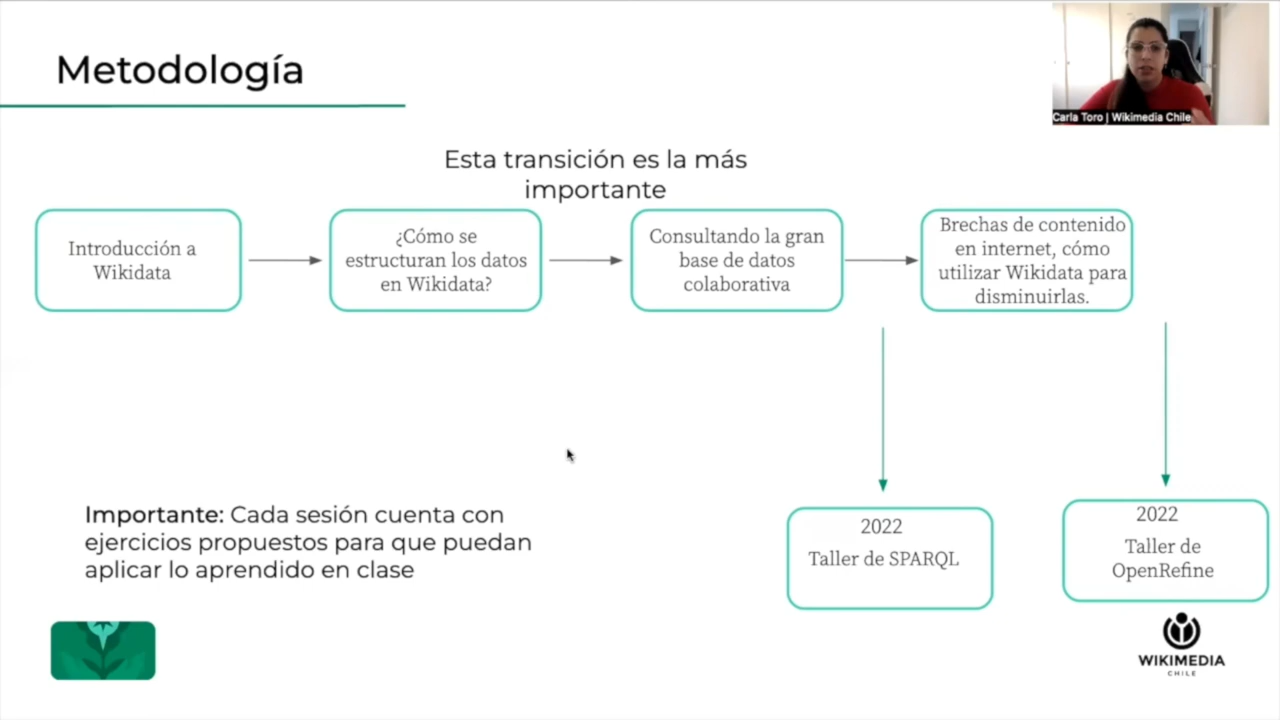 Metodología
Carla Toro | Wikimedia Chile
Esta transición es la más
importante
Introducción a
Wikidata
¿Cómo se
estructuran los datos
en Wikidata?
Consultando la gran
base de datos
colaborativa
Brechas de contenido
en internet, cómo
utilizar Wikidata para
disminuirlas.
Importante: Cada sesión cuenta con
ejercicios propuestos para que puedan
aplicar lo aprendido en clase
2022
Taller de SPARQL
2022
Taller de
OpenRefine
WIKIMEDIA
CHILE